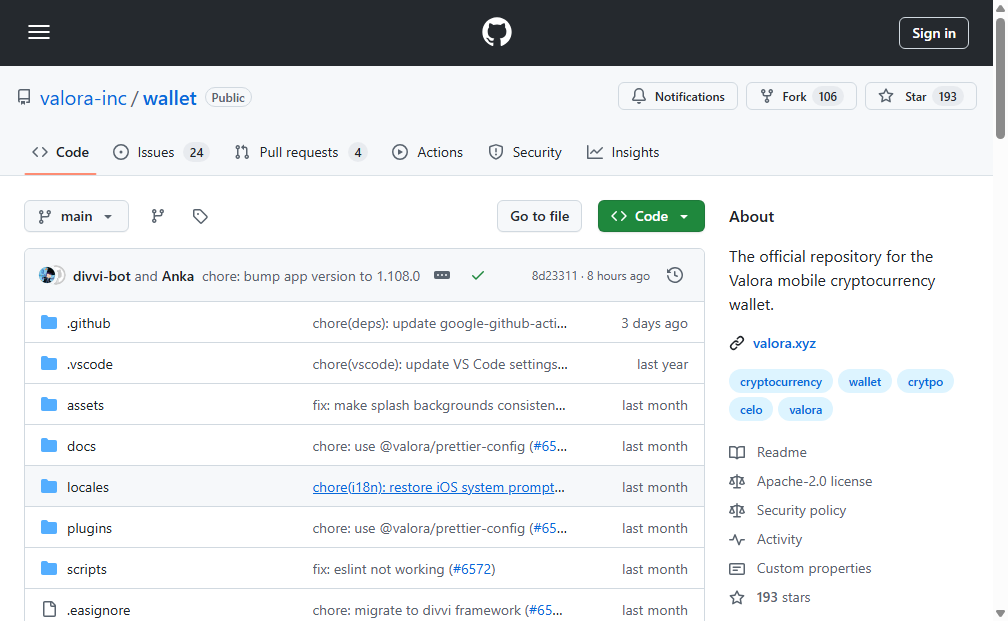 Sign in
valora-inc / wallet Public
Notifications Fork 106 Star 193
Code Issues 24 Pull requests 4 Actions Security Insights
main Go to file Code
divvi-bot and Anka chore: bump app version to 1.108.0 8d23311 · 8 hours ago
.github chore(deps): update google-github-acti... 3 days ago
.vscode chore(vscode): update VS Code settings... last year
assets fix: make splash backgrounds consisten... last month
docs chore: use @valora/prettier-config (#65... last month
locales chore(i18n): restore iOS system prompt... last month
plugins chore: use @valora/prettier-config (#65... last month
scripts fix: eslint not working (#6572) last month
.easignore chore: migrate to divvi framework (#65... last month
About
The official repository for the
Valora mobile cryptocurrency
wallet.
valora.xyz
cryptocurrency wallet crytpo
celo valora
Readme
Apache-2.0 license
Security policy
Activity
Custom properties
193 stars